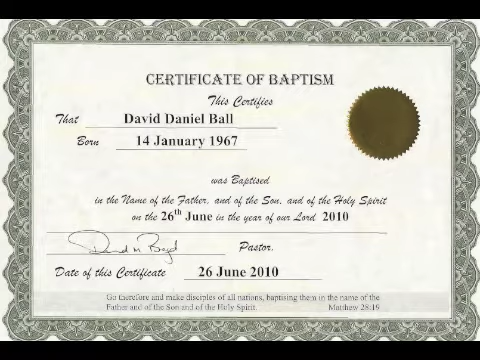 CERTIFICATE OF BAPTISM
This Certifies
That David Daniel Ball
Born 14 January 1967
was Baptised
in the Name of the Father, and of the Son, and of the Holy Spirit
on the 26th June in the year of our Lord 2010
Pastor.
Date of this Certificate 26 June 2010
Go therefore and make disciples of all nations, baptising them in the name of the
Father and of the Son and of the Holy Spirit. Matthew 28:19